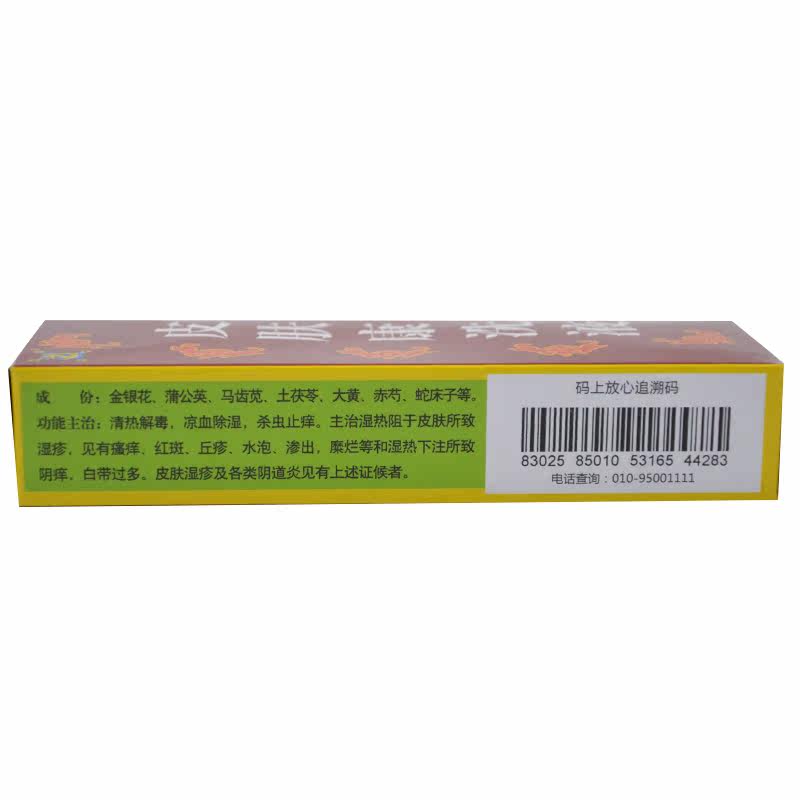 皮肤康洗液
成　份：金银花、蒲公英、马齿苋、土茯苓、大黄、赤芍、蛇床子等。
功能主治：清热解毒，凉血除湿，杀虫止痒。主治湿热阻于皮肤所致
湿疹，见有瘙痒、红斑、丘疹、水泡、渗出，糜烂等和湿热下注所致
阴痒，白带过多。皮肤湿疹及各类阴道炎见有上述证候者。
码上放心追溯码
83025 85010 53165 44283
电话查询：010-95001111